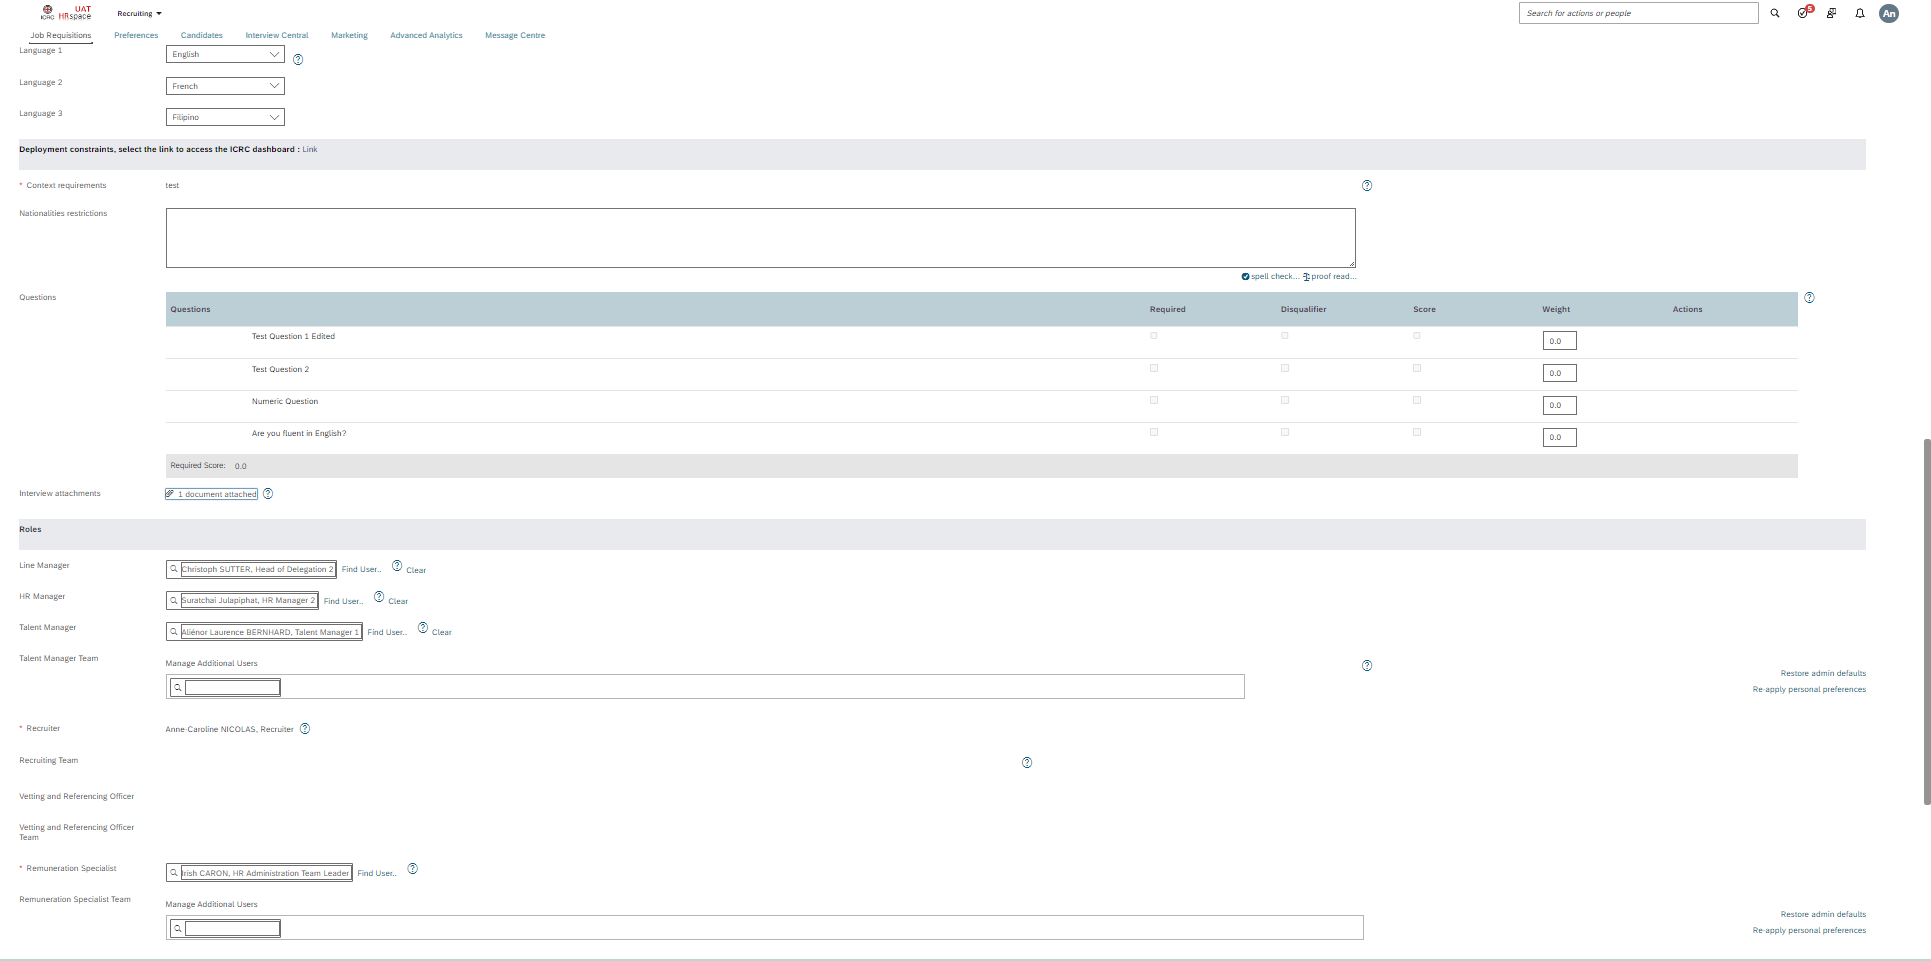 ICRC
UAT
HRspace
Recruiting
Search for actions or people
5
An
Job Requisitions
Preferences
Candidates
Interview Central
Marketing
Advanced Analytics
Message Centre
Language 1
English
Language 2
French
Language 3
Filipino
Deployment constraints, select the link to access the ICRC dashboard : Link
* Context requirements
test
Nationalities restrictions
spell check... proof read...
Questions
Questions Required Disqualifier Score Weight Actions
Test Question 1 Edited 0.0
Test Question 2 0.0
Numeric Question 0.0
Are you fluent in English? 0.0
Required Score: 0.0
Interview attachments
1 document attached
Roles
Line Manager
Christoph SUTTER, Head of Delegation 2 Find User.. Clear
HR Manager
Suratchai Julapiphat, HR Manager 2 Find User.. Clear
Talent Manager
Aliénor Laurence BERNHARD, Talent Manager 1 Find User.. Clear
Talent Manager Team
Manage Additional Users
Restore admin defaults
Re-apply personal preferences
* Recruiter
Anne-Caroline NICOLAS, Recruiter
Recruiting Team
Vetting and Referencing Officer
Vetting and Referencing Officer
Team
* Remuneration Specialist
Irish CARON, HR Administration Team Leader Find User..
Remuneration Specialist Team
Manage Additional Users
Restore admin defaults
Re-apply personal preferences